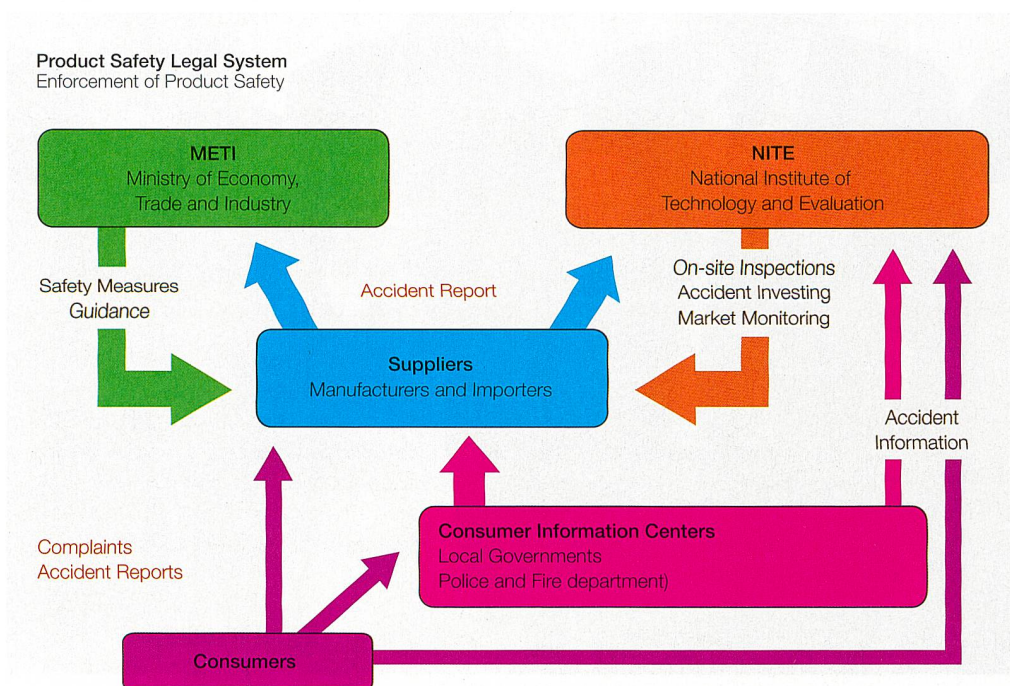 Product Safety Legal System
Enforcement of Product Safety
METI
Ministry of Economy,
Trade and Industry
NITE
National Institute of
Technology and Evaluation
Safety Measures
Guidance
Accident Report
On-site Inspections
Accident Investing
Market Monitoring
Suppliers
Manufacturers and Importers
Accident
Information
Consumer Information Centers
Local Governments
Police and Fire department)
Complaints
Accident Reports
Consumers